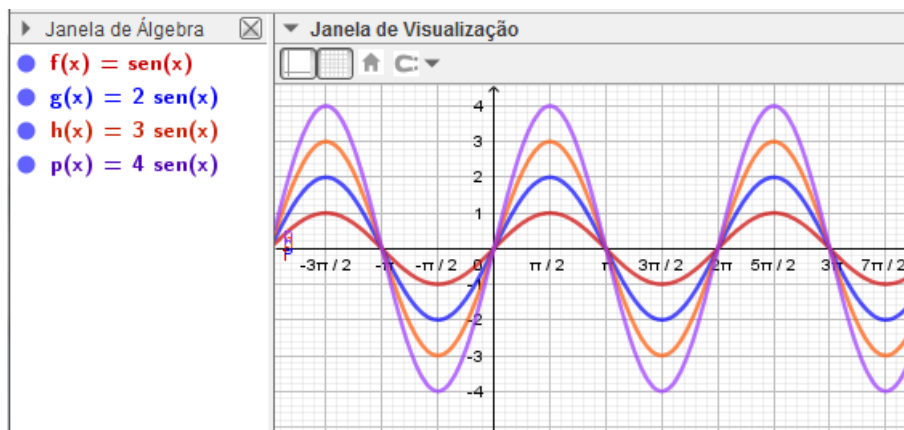 Janela de Álgebra
f(x) = sen(x)
g(x) = 2 sen(x)
h(x) = 3 sen(x)
p(x) = 4 sen(x)
Janela de Visualização
4
3
2
1
-3π / 2 -π -π / 2 0 π / 2 π 3π / 2 2π 5π / 2 3π 7π / 2
-1
-2
-3
-4